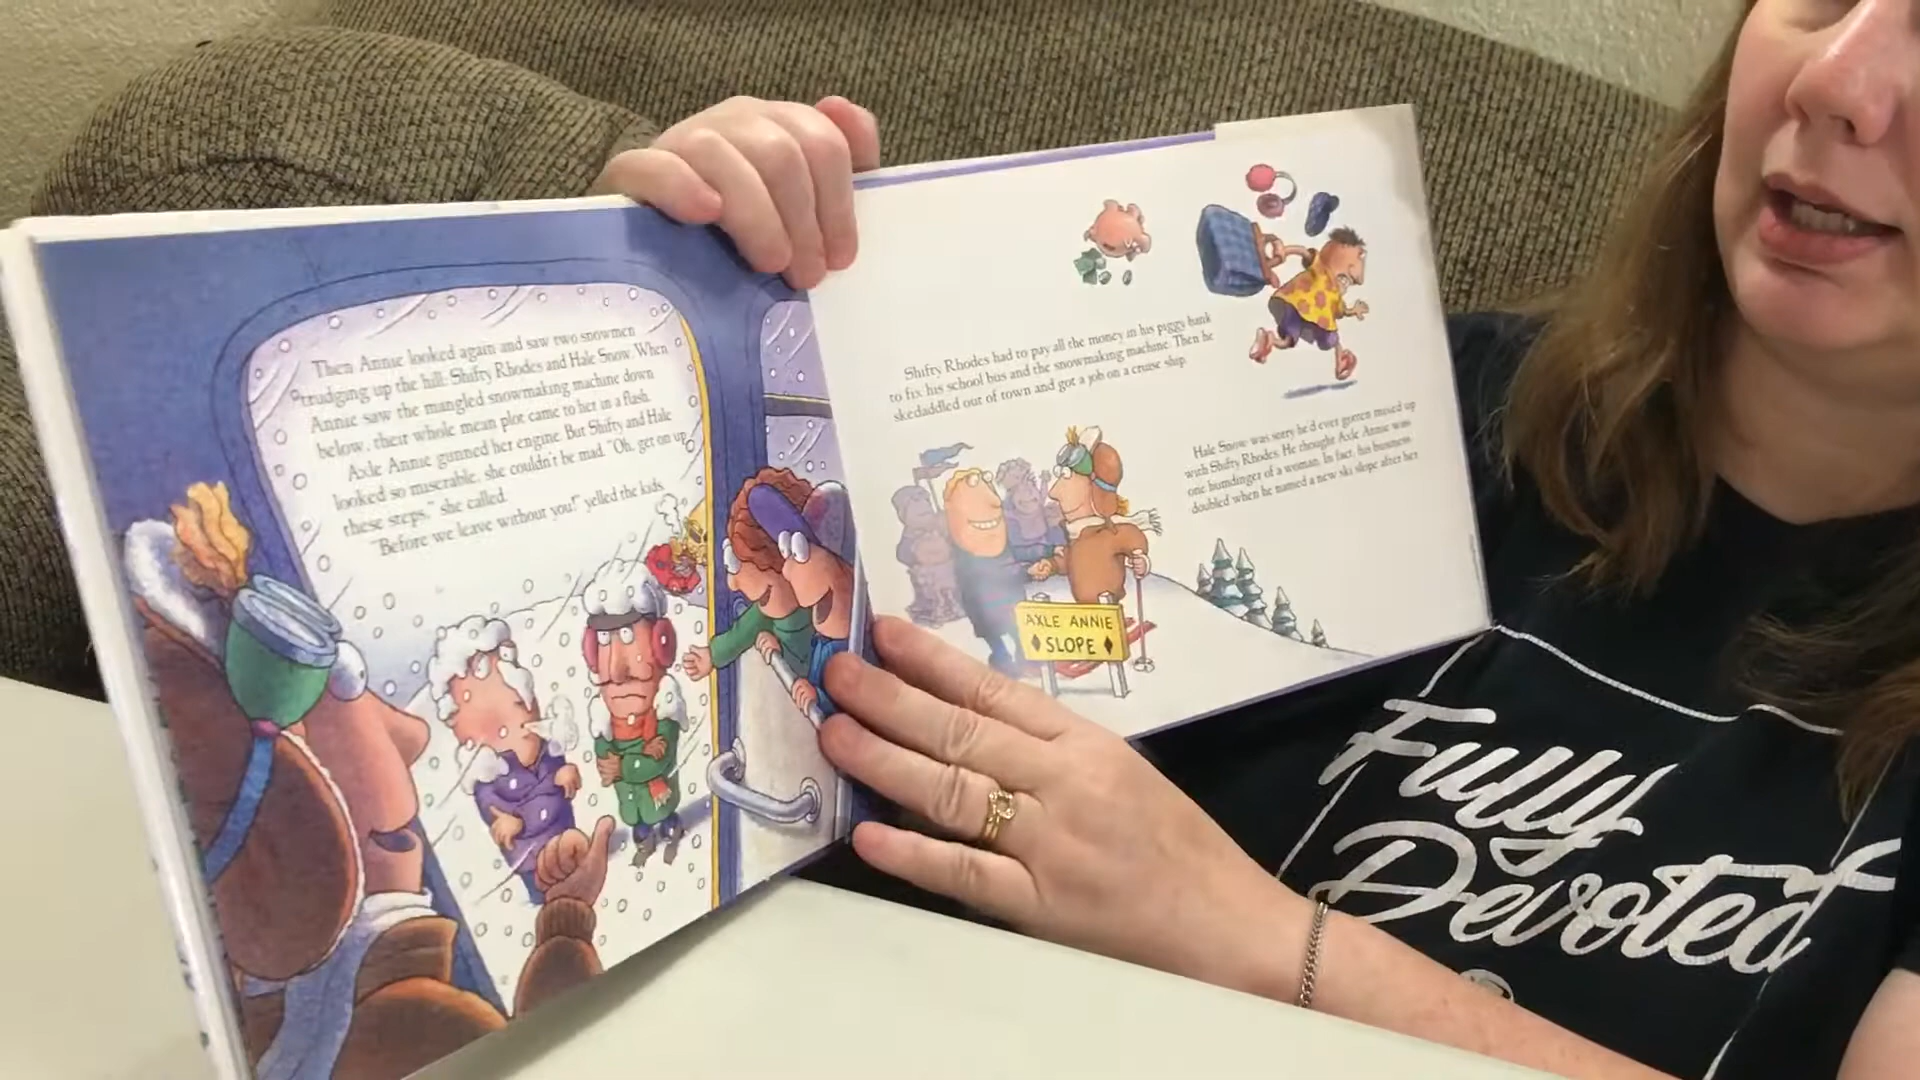 Then Annie looked again and saw two snowmen
trudging up the hill: Shifty Rhodes and Hale Snow. When
Annie saw the mangled snowmaking machine down
below, their whole mean plot came to her in a flash.
Axle Annie gunned her engine. But Shifty and Hale
looked so miserable, she couldn't be mad. "Oh, get on up
these steps," she called.
"Before we leave without you!" yelled the kids.
Shifty Rhodes had to pay all the money in his piggy bank
to fix his school bus and the snowmaking machine. Then he
skedaddled out of town and got a job on a cruise ship.
Hale Snow was sorry he'd ever gotten mixed up
with Shifty Rhodes. He thought Axle Annie was
one humdinger of a woman. In fact, his business
doubled when he named a new ski slope after her.
AXLE ANNIE
SLOPE
Fully
Devoted